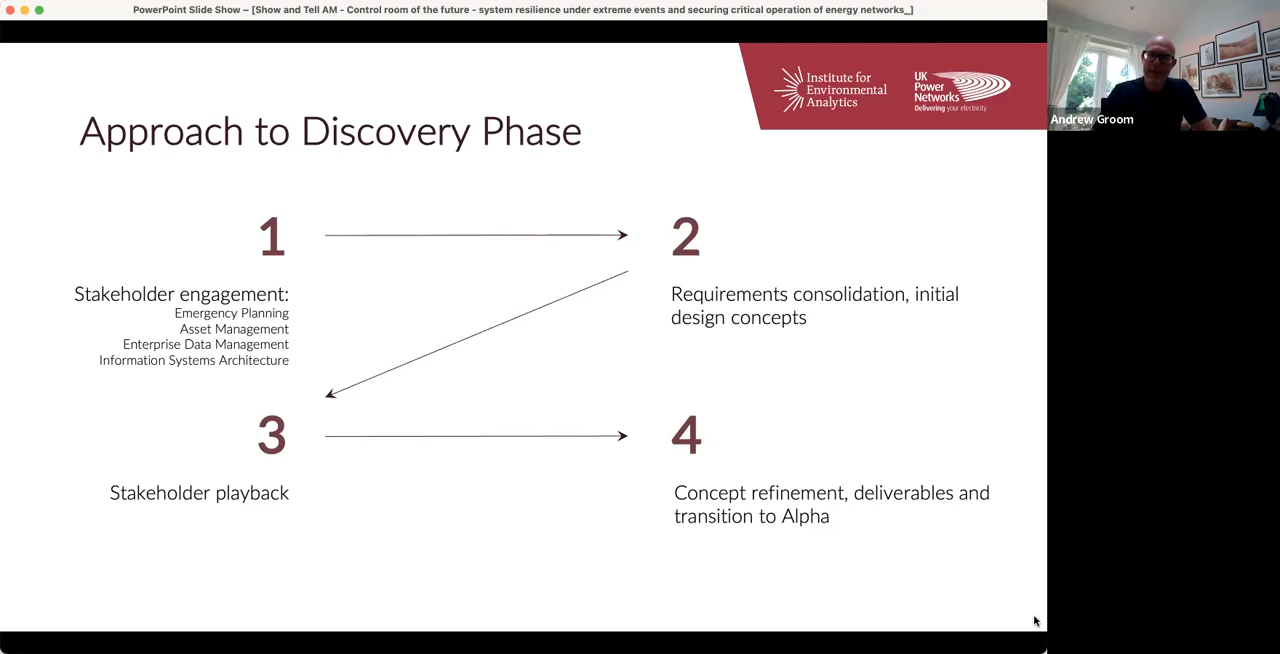 PowerPoint Slide Show – [Show and Tell AM - Control room of the future - system resilience under extreme events and securing critical operation of energy networks_]
Institute for
Environmental
Analytics
UK
Power
Networks
Delivering your electricity
Andrew Groom
Approach to Discovery Phase
1
2
Stakeholder engagement:
Emergency Planning
Asset Management
Enterprise Data Management
Information Systems Architecture
Requirements consolidation, initial
design concepts
3
4
Stakeholder playback
Concept refinement, deliverables and
transition to Alpha